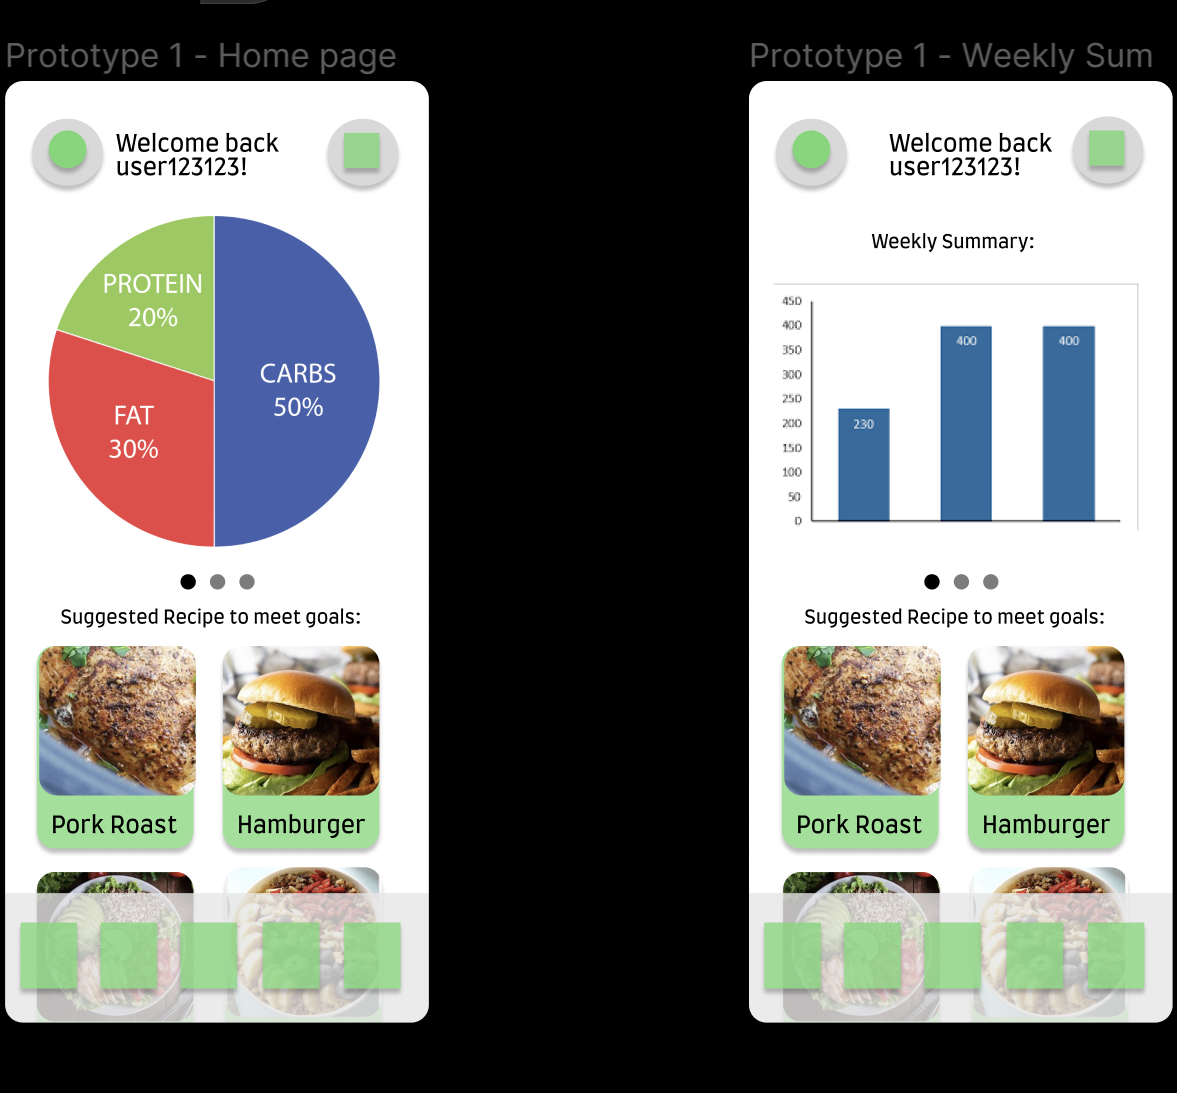 Prototype 1 - Home page
Welcome back
user123123!
PROTEIN
20%
CARBS
50%
FAT
30%
Suggested Recipe to meet goals:
Pork Roast
Hamburger
Prototype 1 - Weekly Sum
Welcome back
user123123!
Weekly Summary:
450
400
350
300
250
200
150
100
50
0
230
400
400
Suggested Recipe to meet goals:
Pork Roast
Hamburger